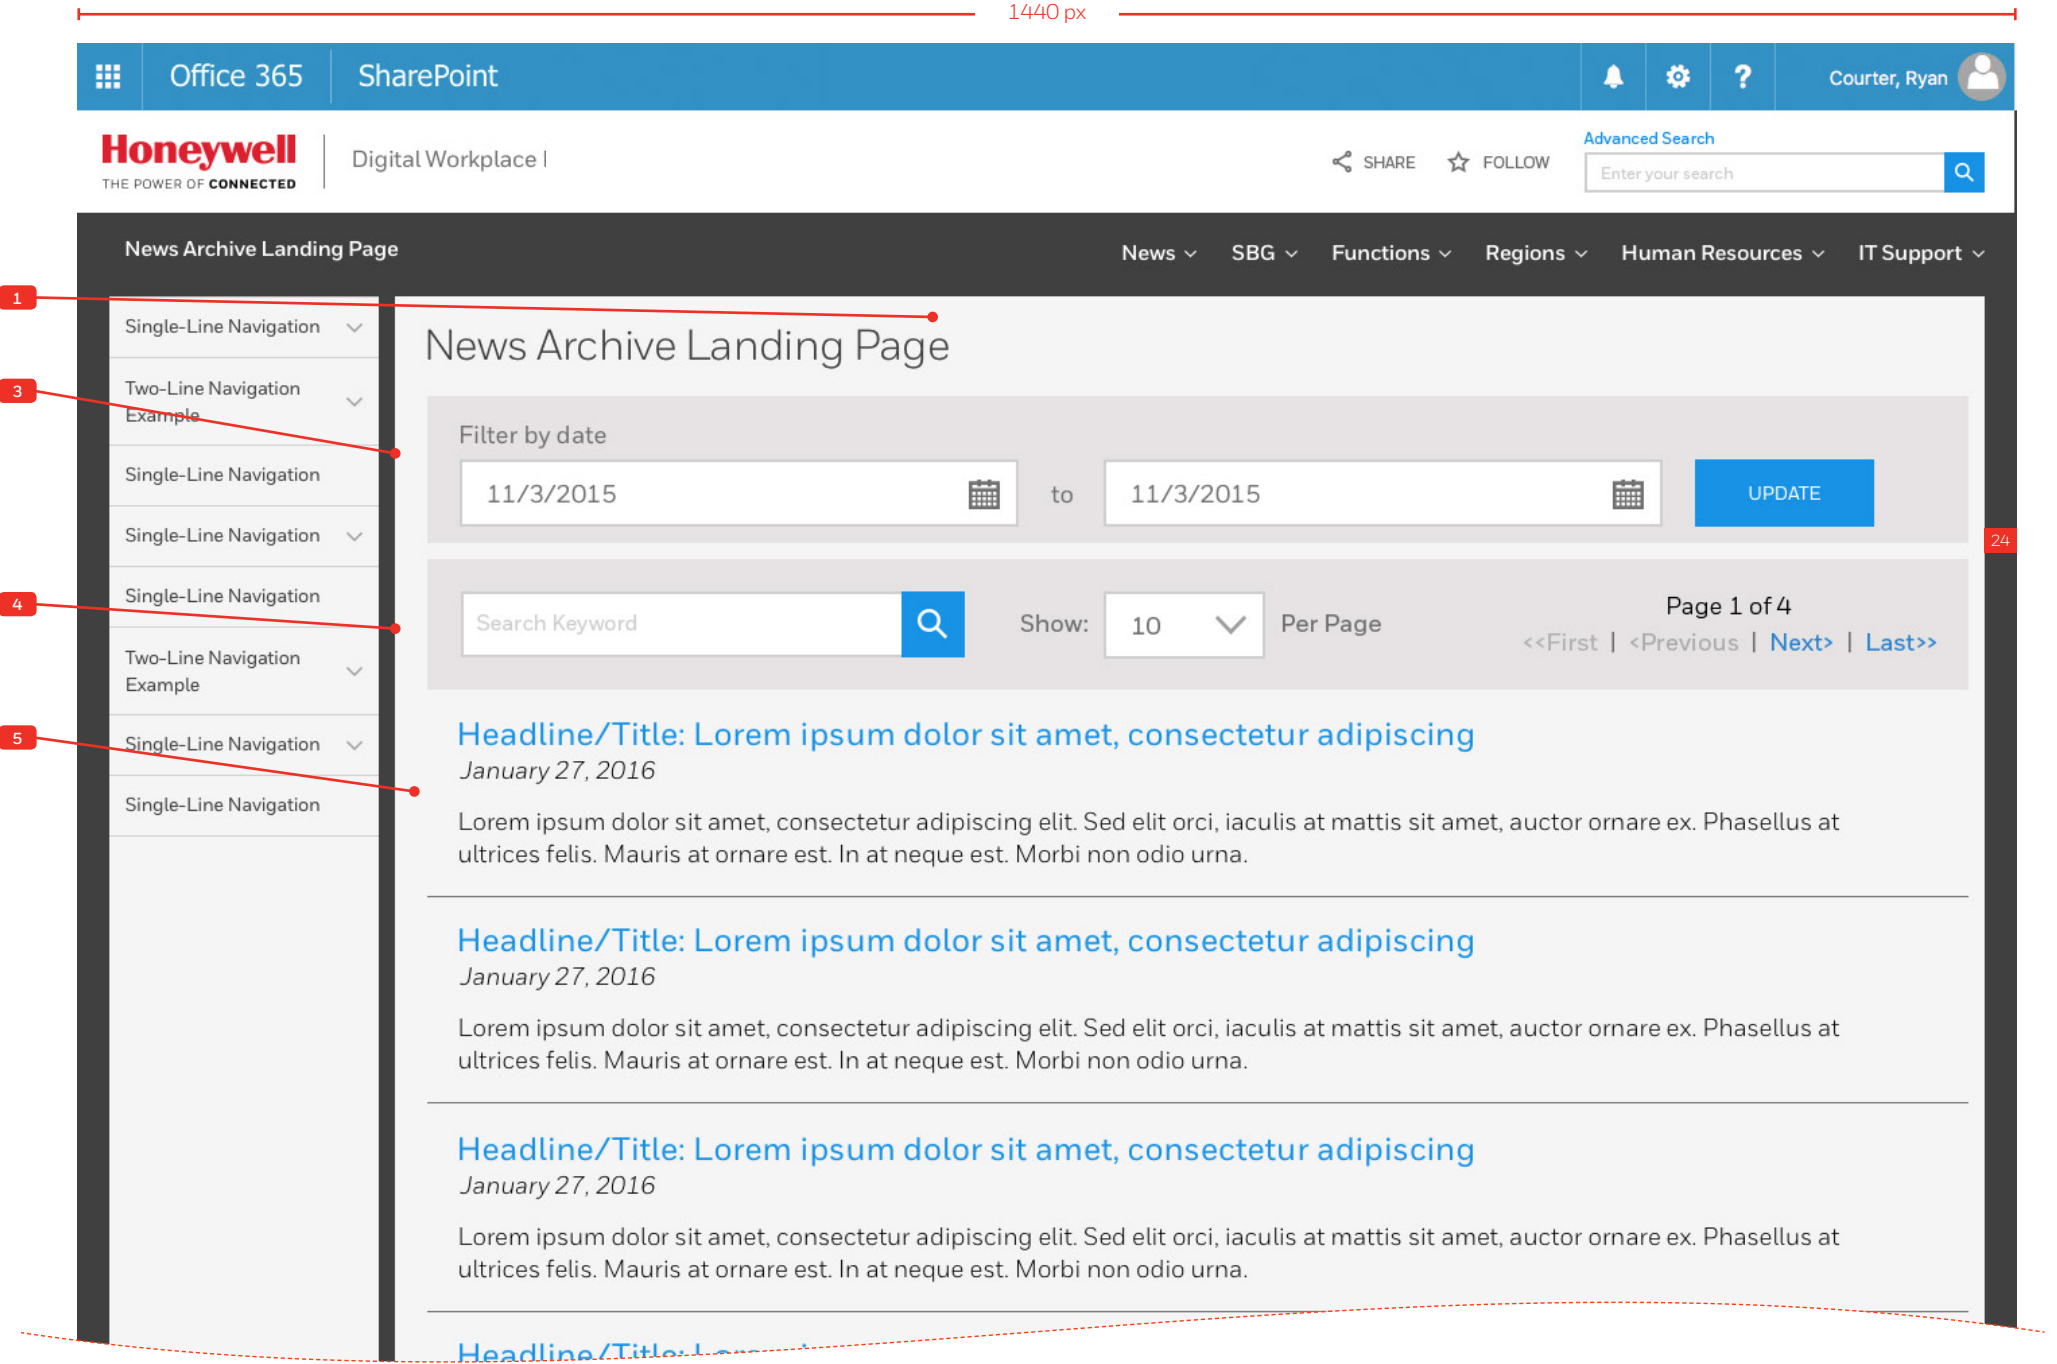 1440 px
Office 365
SharePoint
Courter, Ryan
Honeywell
THE POWER OF CONNECTED
Digital Workplace |
SHARE
FOLLOW
Advanced Search
Enter your search
News Archive Landing Page
News
SBG
Functions
Regions
Human Resources
IT Support
1
3
4
5
Single-Line Navigation
Two-Line Navigation
Example
Single-Line Navigation
Single-Line Navigation
Single-Line Navigation
Two-Line Navigation
Example
Single-Line Navigation
Single-Line Navigation
News Archive Landing Page
Filter by date
11/3/2015
to
11/3/2015
UPDATE
24
Search Keyword
Show:
10
Per Page
Page 1 of 4
<<First | <Previous | Next> | Last>>
Headline/Title: Lorem ipsum dolor sit amet, consectetur adipiscing
January 27, 2016
Lorem ipsum dolor sit amet, consectetur adipiscing elit. Sed elit orci, iaculis at mattis sit amet, auctor ornare ex. Phasellus at
ultrices felis. Mauris at ornare est. In at neque est. Morbi non odio urna.
Headline/Title: Lorem ipsum dolor sit amet, consectetur adipiscing
January 27, 2016
Lorem ipsum dolor sit amet, consectetur adipiscing elit. Sed elit orci, iaculis at mattis sit amet, auctor ornare ex. Phasellus at
ultrices felis. Mauris at ornare est. In at neque est. Morbi non odio urna.
Headline/Title: Lorem ipsum dolor sit amet, consectetur adipiscing
January 27, 2016
Lorem ipsum dolor sit amet, consectetur adipiscing elit. Sed elit orci, iaculis at mattis sit amet, auctor ornare ex. Phasellus at
ultrices felis. Mauris at ornare est. In at neque est. Morbi non odio urna.
Headline/Title: